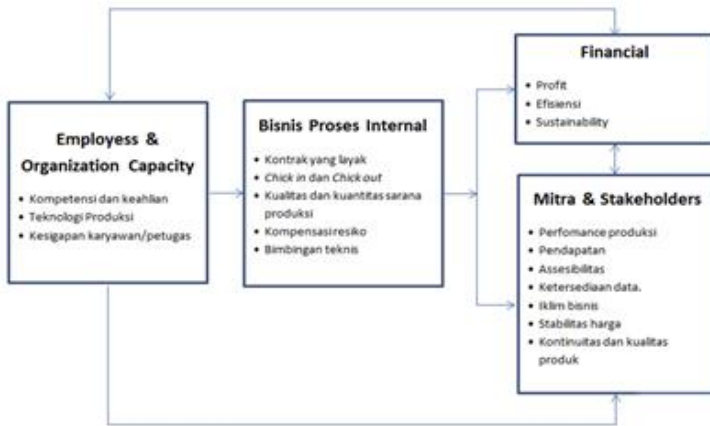 Employess &
Organization Capacity
• Kompetensi dan keahlian
• Teknologi Produksi
• Kesigapan karyawan/petugas
Bisnis Proses Internal
• Kontrak yang layak
• Chick in dan Chick out
• Kualitas dan kuantitas sarana
produksi
• Kompensasi resiko
• Bimbingan teknis
Financial
• Profit
• Efisiensi
• Sustainability
Mitra & Stakeholders
• Perfomance produksi
• Pendapatan
• Assesibilitas
• Ketersediaan data.
• Iklim bisnis
• Stabilitas harga
• Kontinuitas dan kualitas
produk